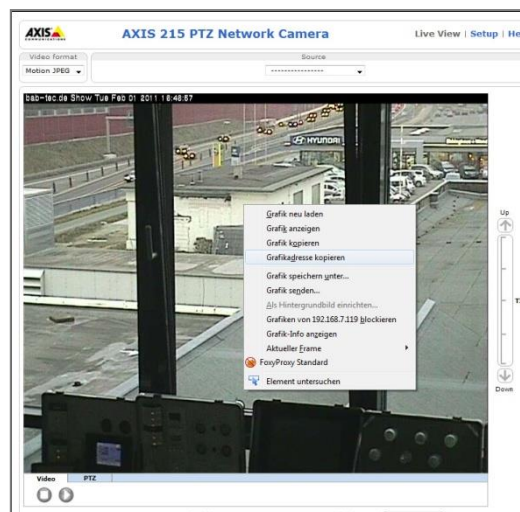 AXIS
COMMUNICATIONS
AXIS 215 PTZ Network Camera
Live View | Setup | He
Video format
Source
Motion JPEG
----------------
bab-tec.de Show Tue Feb 01 2011 18:48:57
HYUNDAI
Grafik neu laden
Grafik anzeigen
Grafik kopieren
Grafikadresse kopieren
Grafik speichern unter...
Grafik senden...
Als Hintergrundbild einrichten...
Grafiken von 192.168.7.119 blockieren
Grafik-Info anzeigen
Aktueller Frame
FoxyProxy Standard
Element untersuchen
Up
Down
Video
PTZ